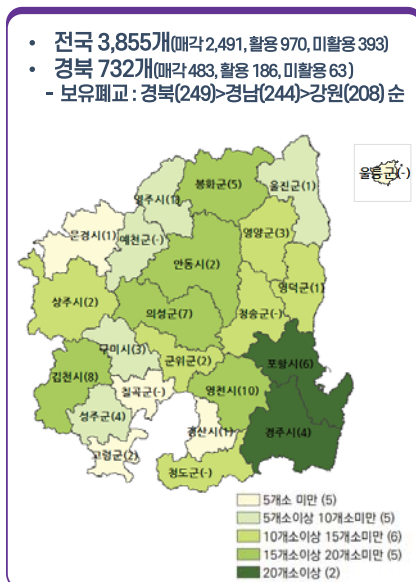 • 전국 3,855개(매각 2,491, 활용 970, 미활용 393)
• 경북 732개(매각 483, 활용 186, 미활용 63)
- 보유폐교 : 경북(249)>경남(244)>강원(208) 순
울릉군(-)
봉화군(5)
울진군(1)
영주시(1)
문경시(1)
예천군(-)
영양군(3)
안동시(2)
영덕군(1)
상주시(2)
의성군(7)
청송군(-)
구미시(3)
군위군(2)
포항시(6)
김천시(8)
칠곡군(-)
영천시(10)
성주군(4)
경산시(1)
경주시(4)
고령군(2)
청도군(-)
5개소 미만 (5)
5개소이상 10개소미만 (5)
10개소이상 15개소미만 (6)
15개소이상 20개소미만 (5)
20개소이상 (2)